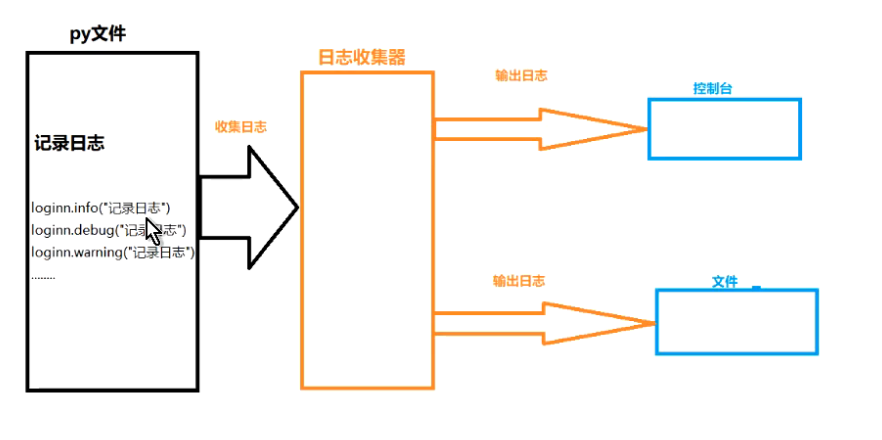 py文件
日志收集器
输出日志
控制台
记录日志
收集日志
loginn.info("记录日志")
loginn.debug("记录日志")
loginn.warning("记录日志")
........
输出日志
文件